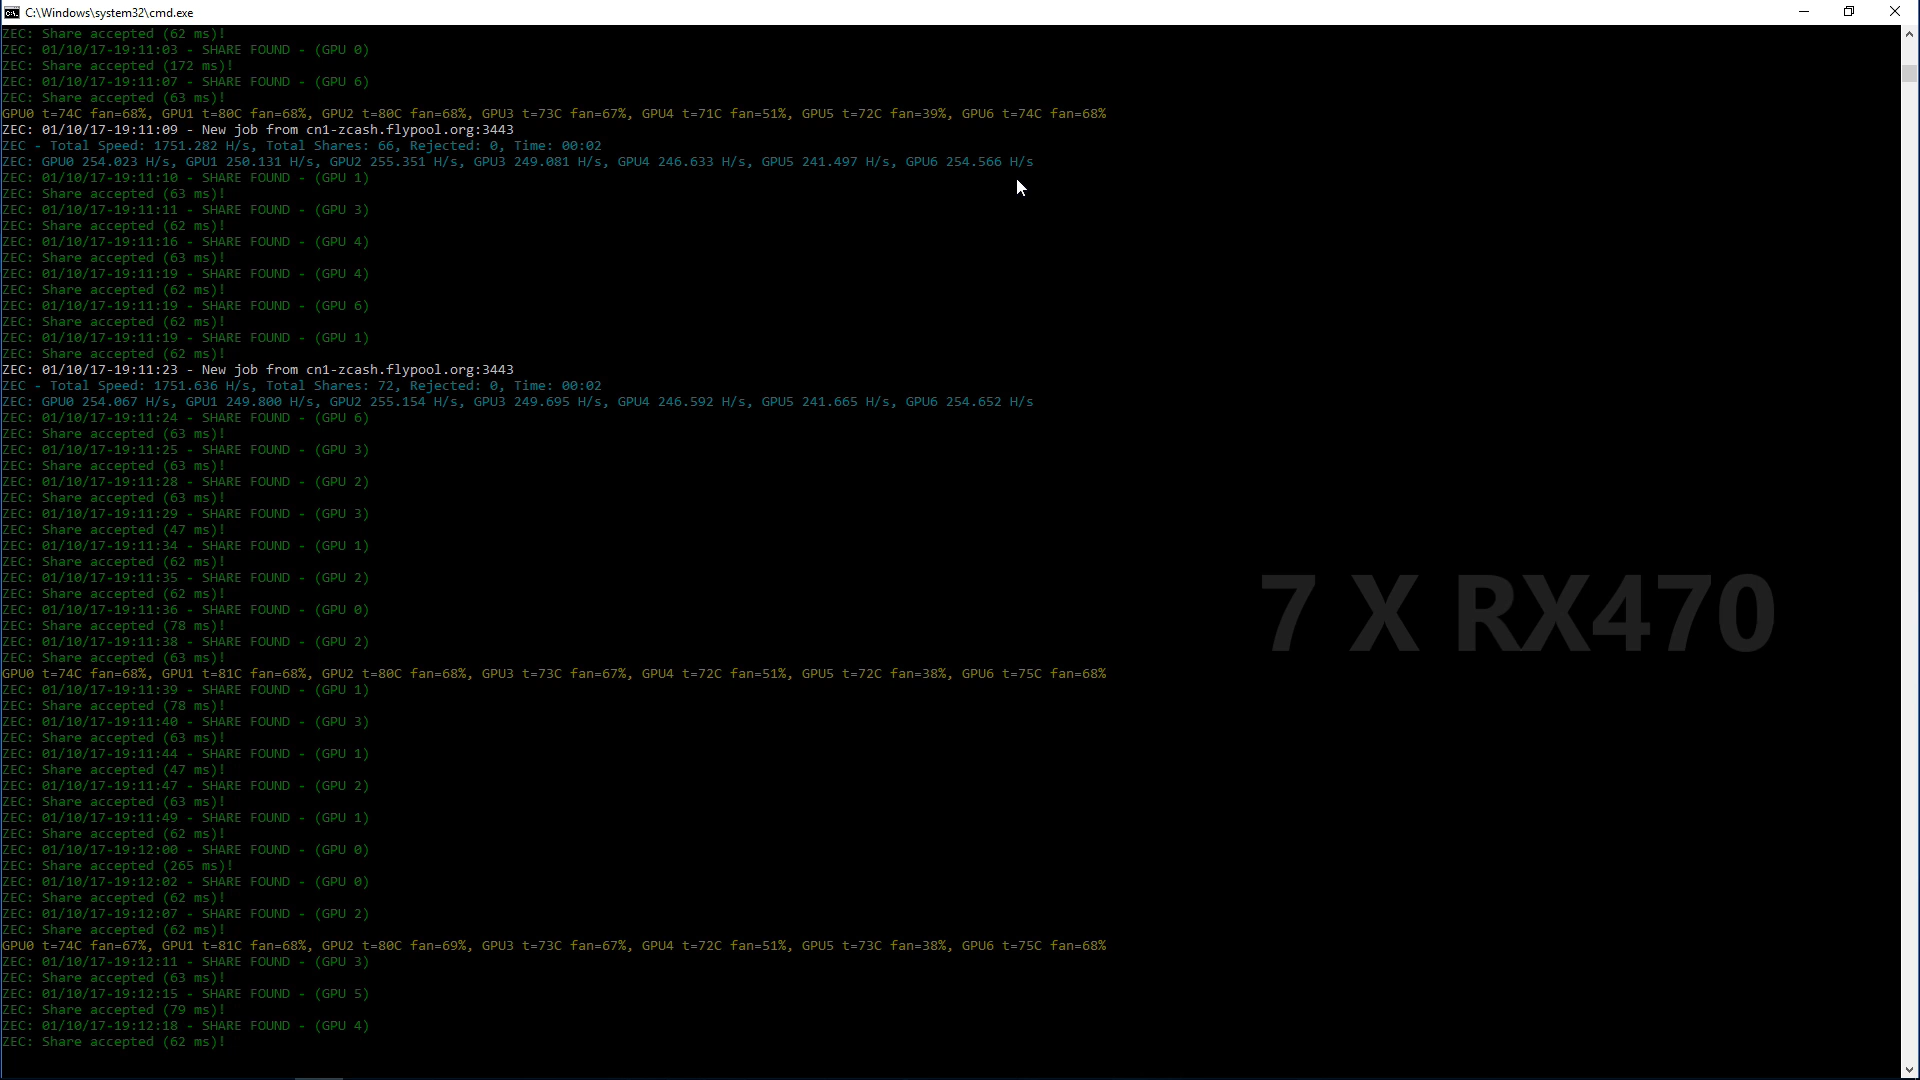 C:\Windows\system32\cmd.exe
ZEC: Share accepted (62 ms)!
ZEC: 01/10/17-19:11:03 - SHARE FOUND - (GPU 0)
ZEC: Share accepted (172 ms)!
ZEC: 01/10/17-19:11:07 - SHARE FOUND - (GPU 6)
ZEC: Share accepted (63 ms)!
GPU0 t=74C fan=68%, GPU1 t=80C fan=68%, GPU2 t=80C fan=68%, GPU3 t=73C fan=67%, GPU4 t=71C fan=51%, GPU5 t=72C fan=39%, GPU6 t=74C fan=68%
ZEC: 01/10/17-19:11:09 - New job from cn1-zcash.flypool.org:3443
ZEC - Total Speed: 1751.282 H/s, Total Shares: 66, Rejected: 0, Time: 00:02
ZEC: GPU0 254.023 H/s, GPU1 250.131 H/s, GPU2 255.351 H/s, GPU3 249.081 H/s, GPU4 246.633 H/s, GPU5 241.497 H/s, GPU6 254.566 H/s
ZEC: 01/10/17-19:11:10 - SHARE FOUND - (GPU 1)
ZEC: Share accepted (63 ms)!
ZEC: 01/10/17-19:11:11 - SHARE FOUND - (GPU 3)
ZEC: Share accepted (62 ms)!
ZEC: 01/10/17-19:11:16 - SHARE FOUND - (GPU 4)
ZEC: Share accepted (63 ms)!
ZEC: 01/10/17-19:11:19 - SHARE FOUND - (GPU 4)
ZEC: Share accepted (62 ms)!
ZEC: 01/10/17-19:11:19 - SHARE FOUND - (GPU 6)
ZEC: Share accepted (62 ms)!
ZEC: 01/10/17-19:11:19 - SHARE FOUND - (GPU 1)
ZEC: Share accepted (62 ms)!
ZEC: 01/10/17-19:11:23 - New job from cn1-zcash.flypool.org:3443
ZEC - Total Speed: 1751.636 H/s, Total Shares: 72, Rejected: 0, Time: 00:02
ZEC: GPU0 254.067 H/s, GPU1 249.800 H/s, GPU2 255.154 H/s, GPU3 249.695 H/s, GPU4 246.592 H/s, GPU5 241.665 H/s, GPU6 254.652 H/s
ZEC: 01/10/17-19:11:24 - SHARE FOUND - (GPU 6)
ZEC: Share accepted (63 ms)!
ZEC: 01/10/17-19:11:25 - SHARE FOUND - (GPU 3)
ZEC: Share accepted (63 ms)!
ZEC: 01/10/17-19:11:28 - SHARE FOUND - (GPU 2)
ZEC: Share accepted (63 ms)!
ZEC: 01/10/17-19:11:29 - SHARE FOUND - (GPU 3)
ZEC: Share accepted (47 ms)!
ZEC: 01/10/17-19:11:34 - SHARE FOUND - (GPU 1)
ZEC: Share accepted (62 ms)!
ZEC: 01/10/17-19:11:35 - SHARE FOUND - (GPU 2)
ZEC: Share accepted (62 ms)!
ZEC: 01/10/17-19:11:36 - SHARE FOUND - (GPU 0)
7 X RX470
ZEC: Share accepted (78 ms)!
ZEC: 01/10/17-19:11:38 - SHARE FOUND - (GPU 2)
ZEC: Share accepted (63 ms)!
GPU0 t=74C fan=68%, GPU1 t=81C fan=68%, GPU2 t=80C fan=68%, GPU3 t=73C fan=67%, GPU4 t=72C fan=51%, GPU5 t=72C fan=38%, GPU6 t=75C fan=68%
ZEC: 01/10/17-19:11:39 - SHARE FOUND - (GPU 1)
ZEC: Share accepted (78 ms)!
ZEC: 01/10/17-19:11:40 - SHARE FOUND - (GPU 3)
ZEC: Share accepted (63 ms)!
ZEC: 01/10/17-19:11:44 - SHARE FOUND - (GPU 1)
ZEC: Share accepted (47 ms)!
ZEC: 01/10/17-19:11:47 - SHARE FOUND - (GPU 2)
ZEC: Share accepted (63 ms)!
ZEC: 01/10/17-19:11:49 - SHARE FOUND - (GPU 1)
ZEC: Share accepted (62 ms)!
ZEC: 01/10/17-19:12:00 - SHARE FOUND - (GPU 0)
ZEC: Share accepted (265 ms)!
ZEC: 01/10/17-19:12:02 - SHARE FOUND - (GPU 0)
ZEC: Share accepted (62 ms)!
ZEC: 01/10/17-19:12:07 - SHARE FOUND - (GPU 2)
ZEC: Share accepted (62 ms)!
GPU0 t=74C fan=67%, GPU1 t=81C fan=68%, GPU2 t=80C fan=69%, GPU3 t=73C fan=67%, GPU4 t=72C fan=51%, GPU5 t=73C fan=38%, GPU6 t=75C fan=68%
ZEC: 01/10/17-19:12:11 - SHARE FOUND - (GPU 3)
ZEC: Share accepted (63 ms)!
ZEC: 01/10/17-19:12:15 - SHARE FOUND - (GPU 5)
ZEC: Share accepted (79 ms)!
ZEC: 01/10/17-19:12:18 - SHARE FOUND - (GPU 4)
ZEC: Share accepted (62 ms)!